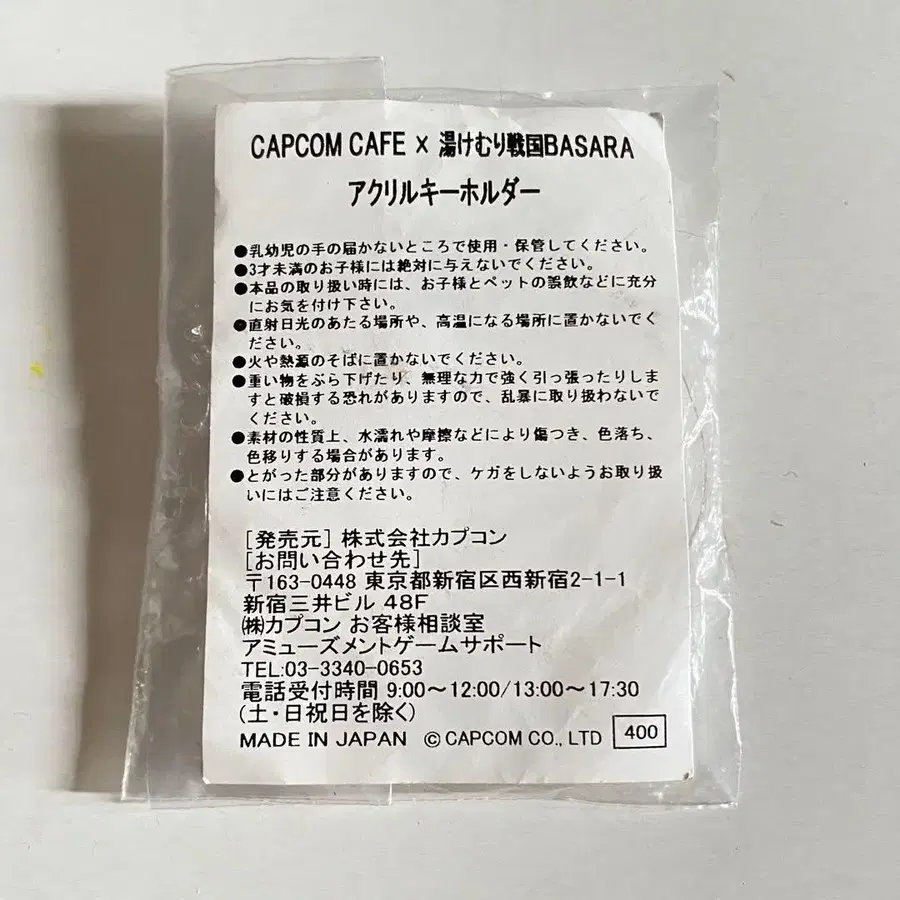 CAPCOM CAFE × 湯けむり戦国BASARA
アクリルキーホルダー
●乳幼児の手の届かないところで使用・保管してください。
●3才未満のお子様には絶対に与えないでください。
●本品の取り扱い時には、お子様とペットの誤飲などに充分
にお気を付け下さい。
●直射日光のあたる場所や、高温になる場所に置かないでく
ださい。
●火や熱源のそばに置かないでください。
●重い物をぶら下げたり、無理な力で強く引っ張ったりしま
すと破損する恐れがありますので、乱暴に取り扱わないで
ください。
●素材の性質上、水濡れや摩擦などにより傷つき、色落ち、
色移りする場合があります。
●とがった部分がありますので、ケガをしないようお取り扱
いにはご注意ください。
[発売元] 株式会社カプコン
[お問い合わせ先]
〒163-0448 東京都新宿区西新宿2-1-1
新宿三井ビル 48F
㈱カプコン お客様相談室
アミューズメントゲームサポート
TEL:03-3340-0653
電話受付時間 9:00～12:00/13:00～17:30
(土・日祝日を除く)
MADE IN JAPAN ©CAPCOM CO., LTD 400